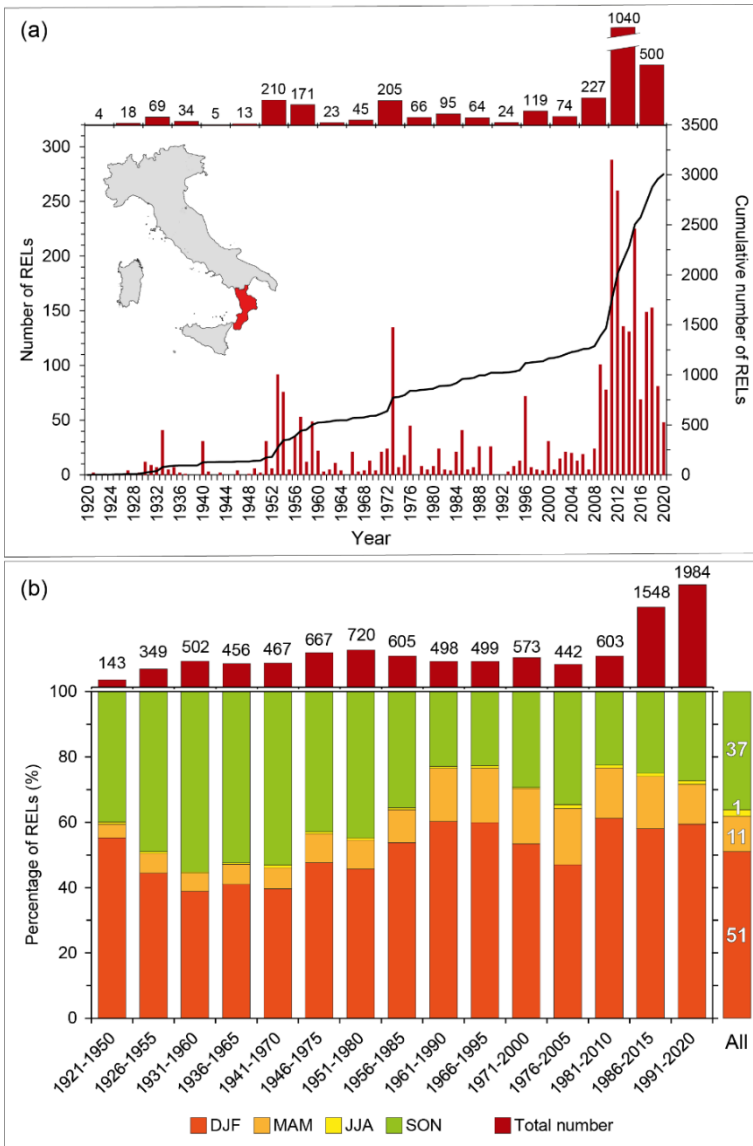 (a)
4 18 69 34 5 13 210 171 23 45 205 66 95 64 24 119 74 227 1040 500
Number of RELs
300
250
200
150
100
50
0
3500
3000
2500
2000
1500
1000
500
0
Cumulative number of RELs
1920 1924 1928 1932 1936 1940 1944 1948 1952 1956 1960 1964 1968 1972 1976 1980 1984 1988 1992 1996 2000 2004 2008 2012 2016 2020
Year
(b)
143 349 502 456 467 667 720 605 498 499 573 442 603 1548 1984
Percentage of RELs (%)
100
80
60
40
20
0
37
1
11
51
1921-1950 1926-1955 1931-1960 1936-1965 1941-1970 1946-1975 1951-1980 1956-1985 1961-1990 1966-1995 1971-2000 1976-2005 1981-2010 1986-2015 1991-2020 All
DJF MAM JJA SON Total number